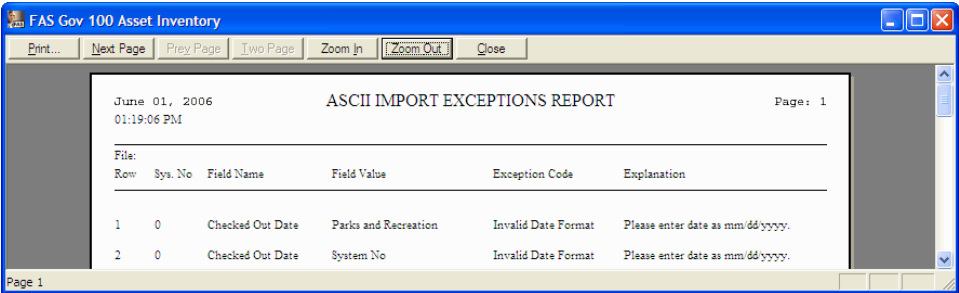 FAS Gov 100 Asset Inventory
Print... Next Page Prev Page Two Page Zoom In Zoom Out Close
June 01, 2006 ASCII IMPORT EXCEPTIONS REPORT Page: 1
01:19:06 PM
File:
Row Sys. No Field Name Field Value Exception Code Explanation
1 0 Checked Out Date Parks and Recreation Invalid Date Format Please enter date as mm/dd/yyyy.
2 0 Checked Out Date System No Invalid Date Format Please enter date as mm/dd/yyyy.
Page 1